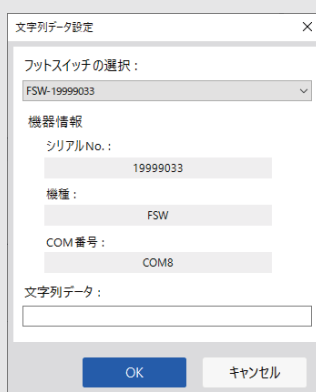 文字列データ設定
フットスイッチの選択：
FSW-19999033
機器情報
シリアルNo.：
19999033
機種：
FSW
COM番号：
COM8
文字列データ：
OK キャンセル